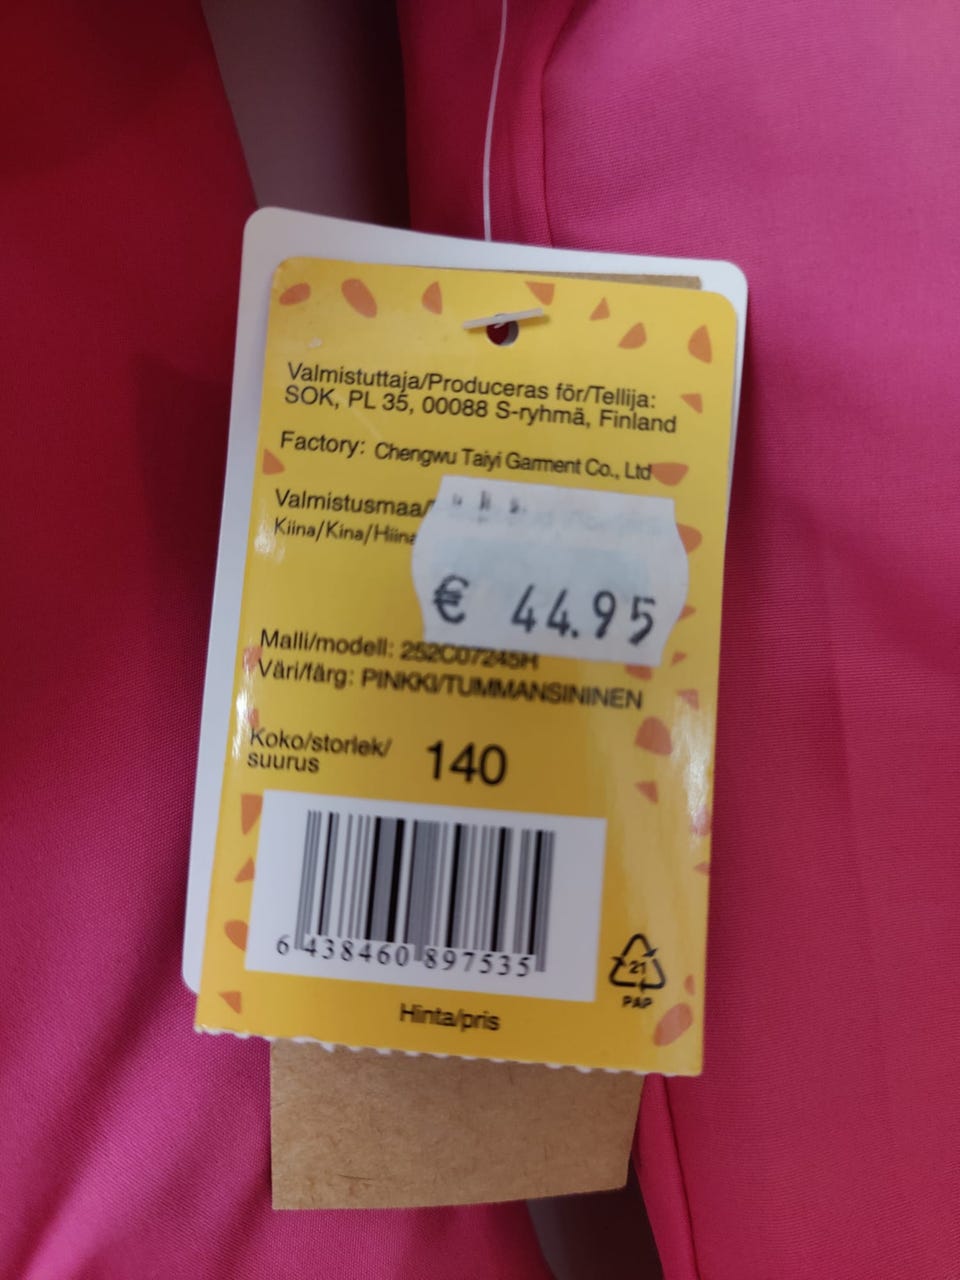 Valmistuttaja/Produceras för/Tellija:
SOK, PL 35, 00088 S-ryhmä, Finland
Factory: Chengwu Taiyi Garment Co., Ltd
Valmistusmaa/
Kiina/Kina/Hiina
€ 44.95
Malli/modell: 252C07245H
Väri/färg: PINKKI/TUMMANSININEN
Koko/storlek/
suurus
140
6 438460 897535
21
PAP
Hinta/pris